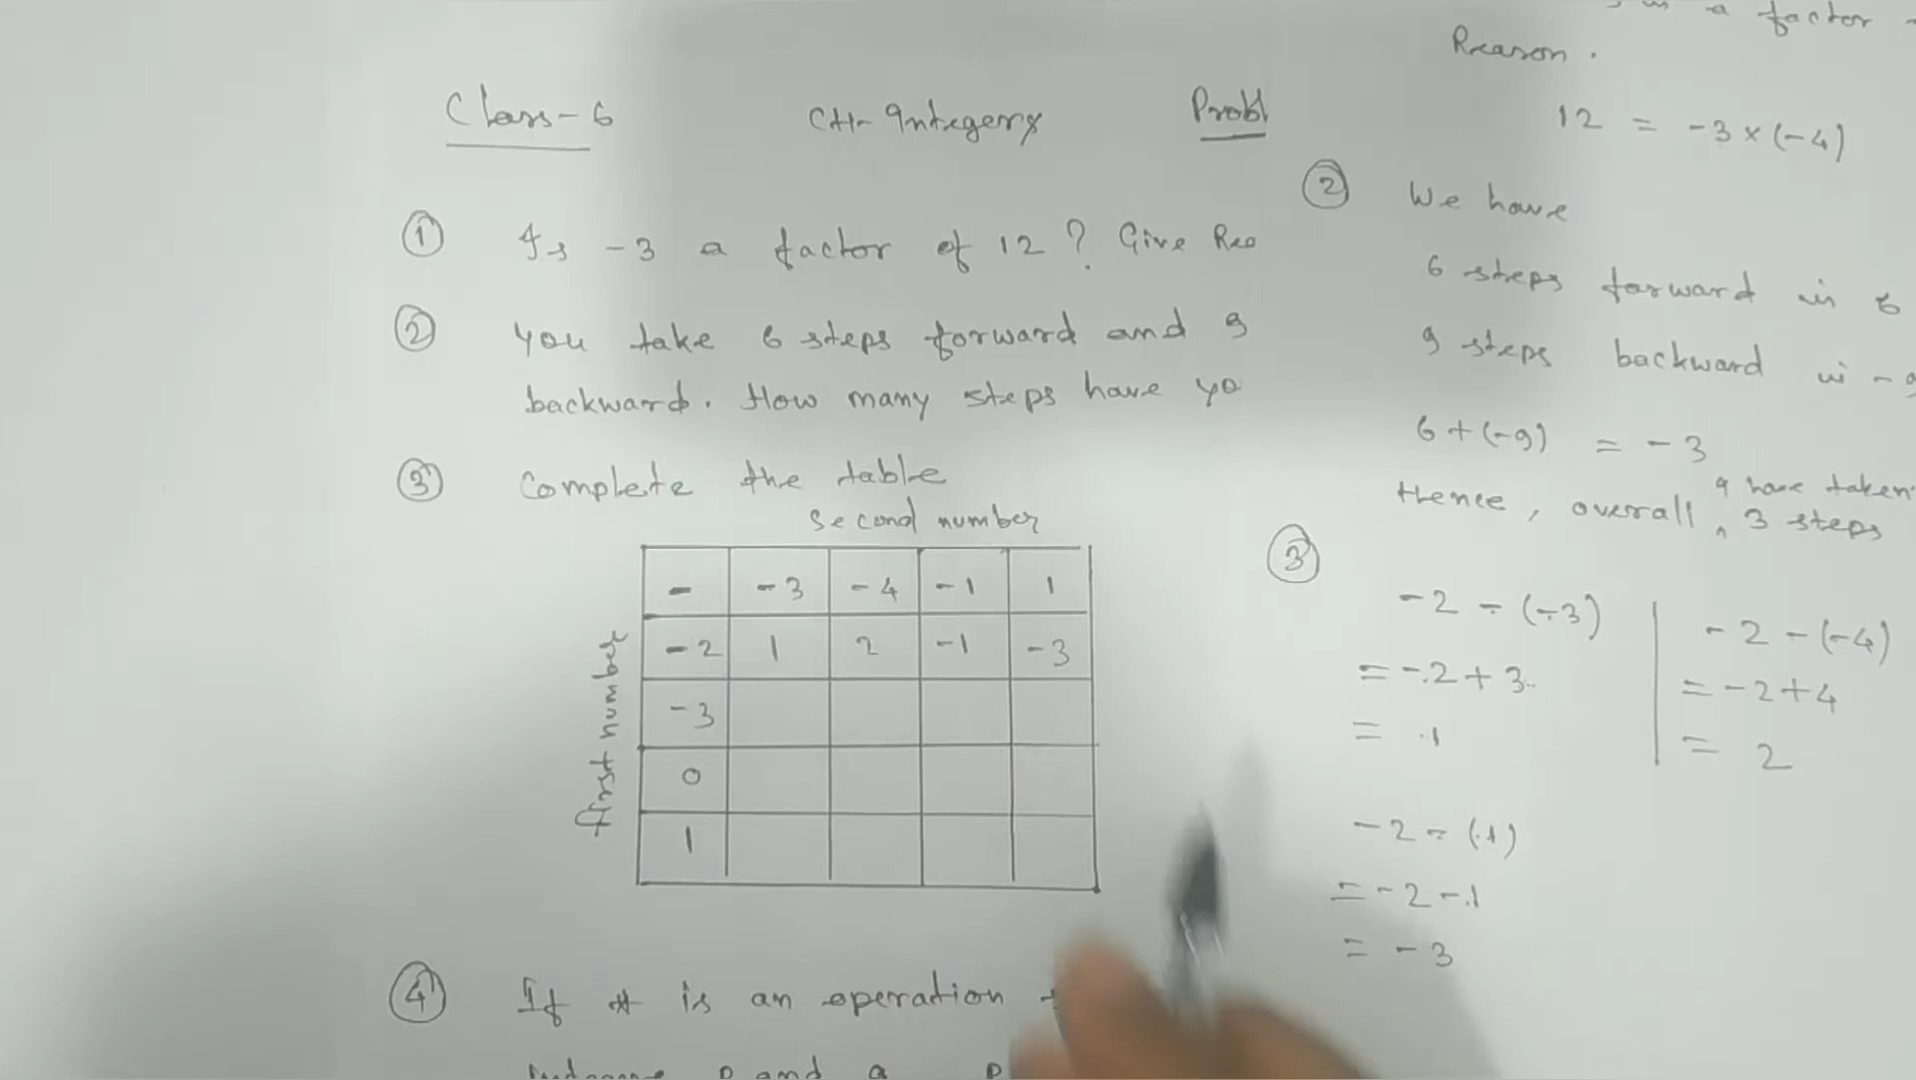 Class-6 CH- Integers Probl
① Is -3 a factor of 12 ? Give Rea
② You take 6 steps forward and 9
backward. How many steps have yo
③ Complete the table
Second number
first number
- -3 -4 -1 1
-2 1 2 -1 -3
-3
0
1
④ If * is an operation
and
a factor
Reason.
12 = -3 × (-4)
② We have
6 steps forward is 6
9 steps backward is -9
6 + (-9) = -3
Hence, overall, I have taken 3 steps
③ -2 - (-3)
= -2 + 3
= 1
-2 - (-4)
= -2 + 4
= 2
-2 - (1)
= -2 - 1
= -3